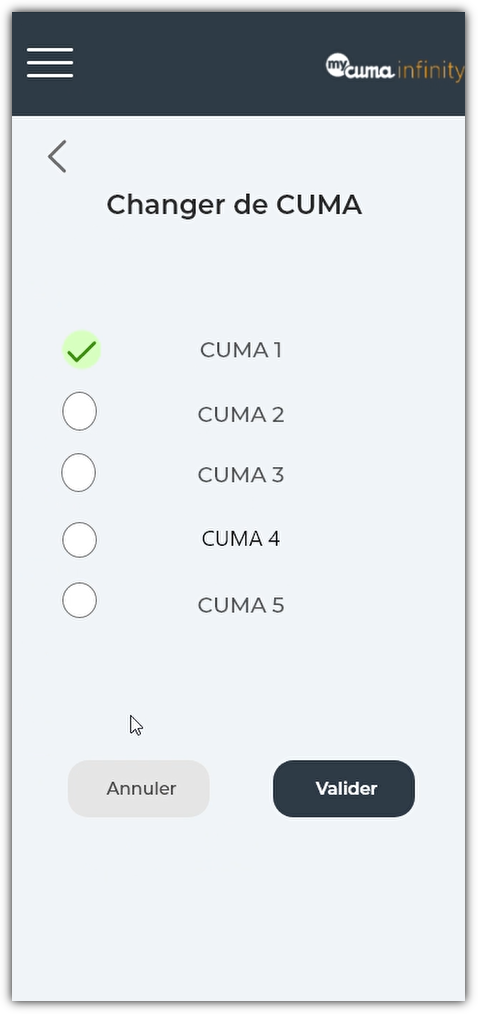 mycuma infinity
Changer de CUMA
CUMA 1
CUMA 2
CUMA 3
CUMA 4
CUMA 5
Annuler Valider